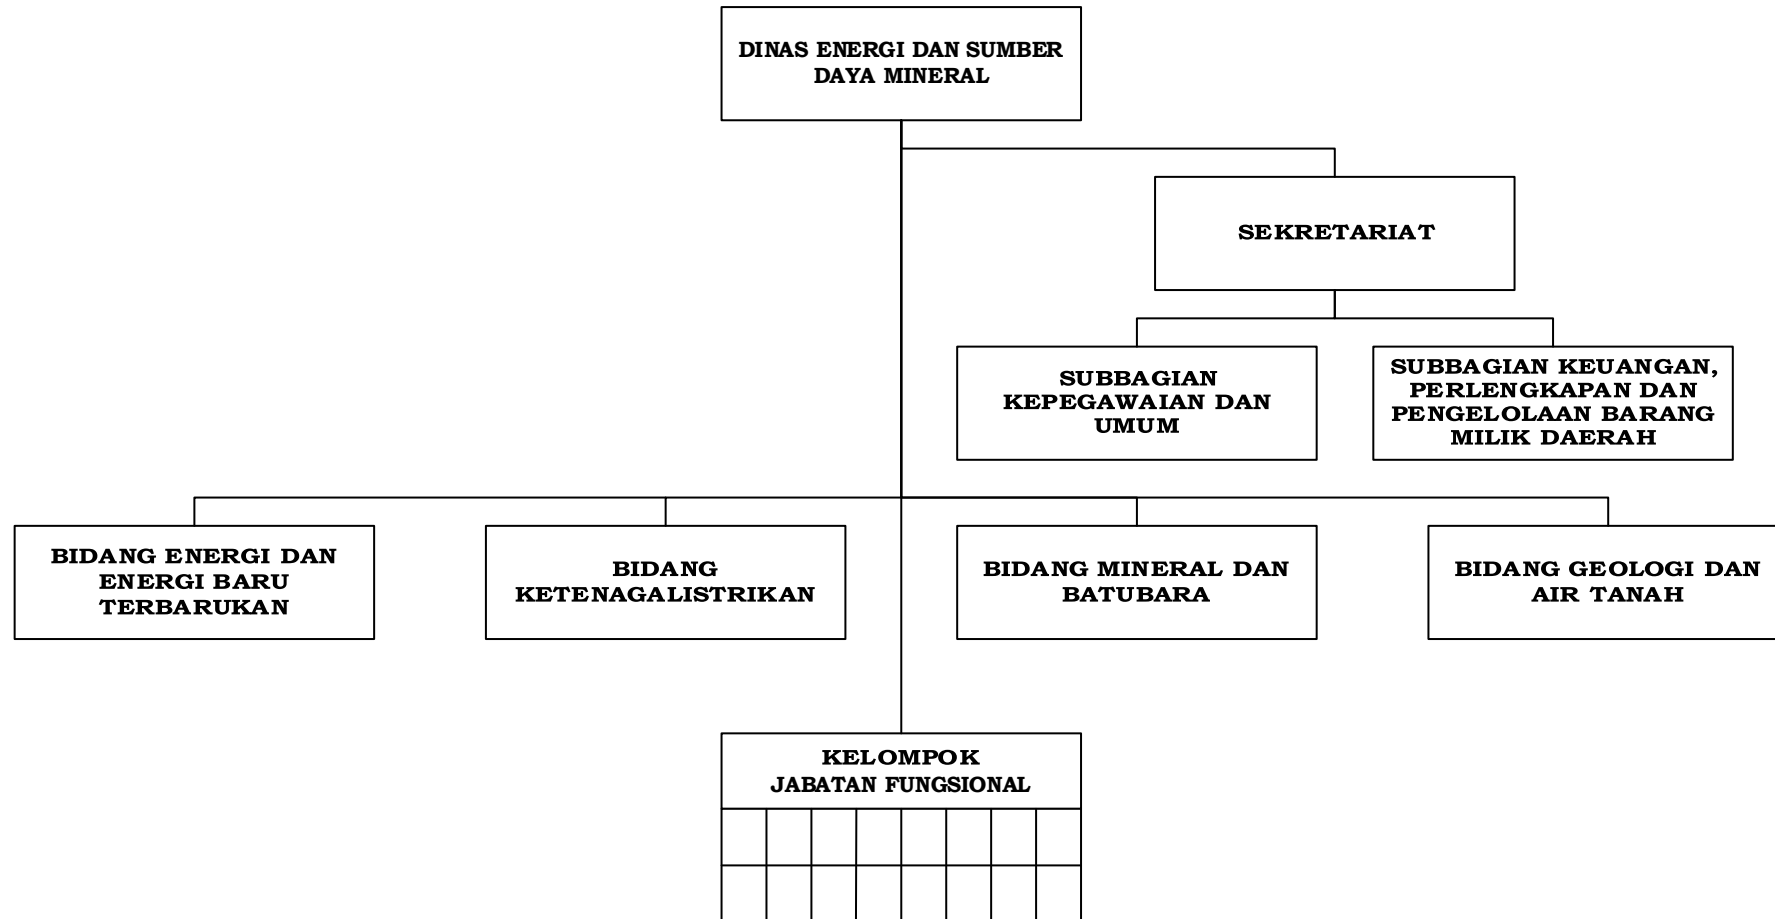 DINAS ENERGI DAN SUMBER
DAYA MINERAL
SEKRETARIAT
SUBBAGIAN
KEPEGAWAIAN DAN
UMUM
SUBBAGIAN KEUANGAN,
PERLENGKAPAN DAN
PENGELOLAAN BARANG
MILIK DAERAH
BIDANG ENERGI DAN
ENERGI BARU
TERBARUKAN
BIDANG
KETENAGALISTRIKAN
BIDANG MINERAL DAN
BATUBARA
BIDANG GEOLOGI DAN
AIR TANAH
KELOMPOK
JABATAN FUNGSIONAL